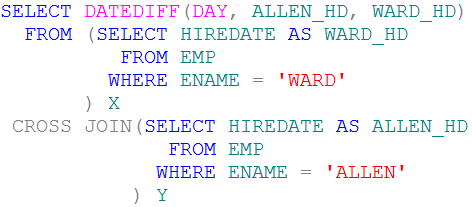 SELECT DATEDIFF(DAY, ALLEN_HD, WARD_HD)
FROM (SELECT HIREDATE AS WARD_HD
FROM EMP
WHERE ENAME = 'WARD'
) X
CROSS JOIN(SELECT HIREDATE AS ALLEN_HD
FROM EMP
WHERE ENAME = 'ALLEN'
) Y